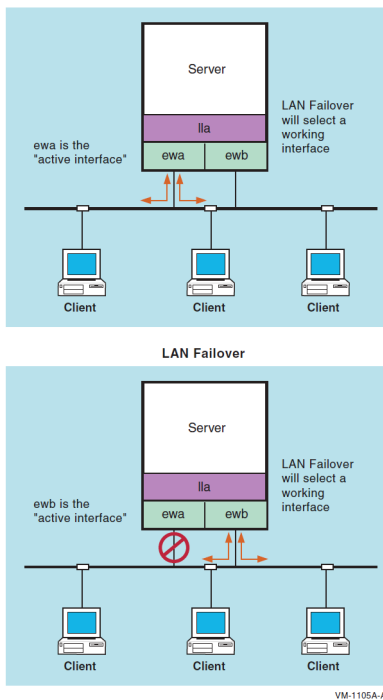 Server
LAN Failover
will select a
working
interface
lla
ewa is the
"active interface"
ewa
ewb
Client
Client
Client
LAN Failover
Server
LAN Failover
will select a
working
interface
lla
ewb is the
"active interface"
ewa
ewb
Client
Client
Client